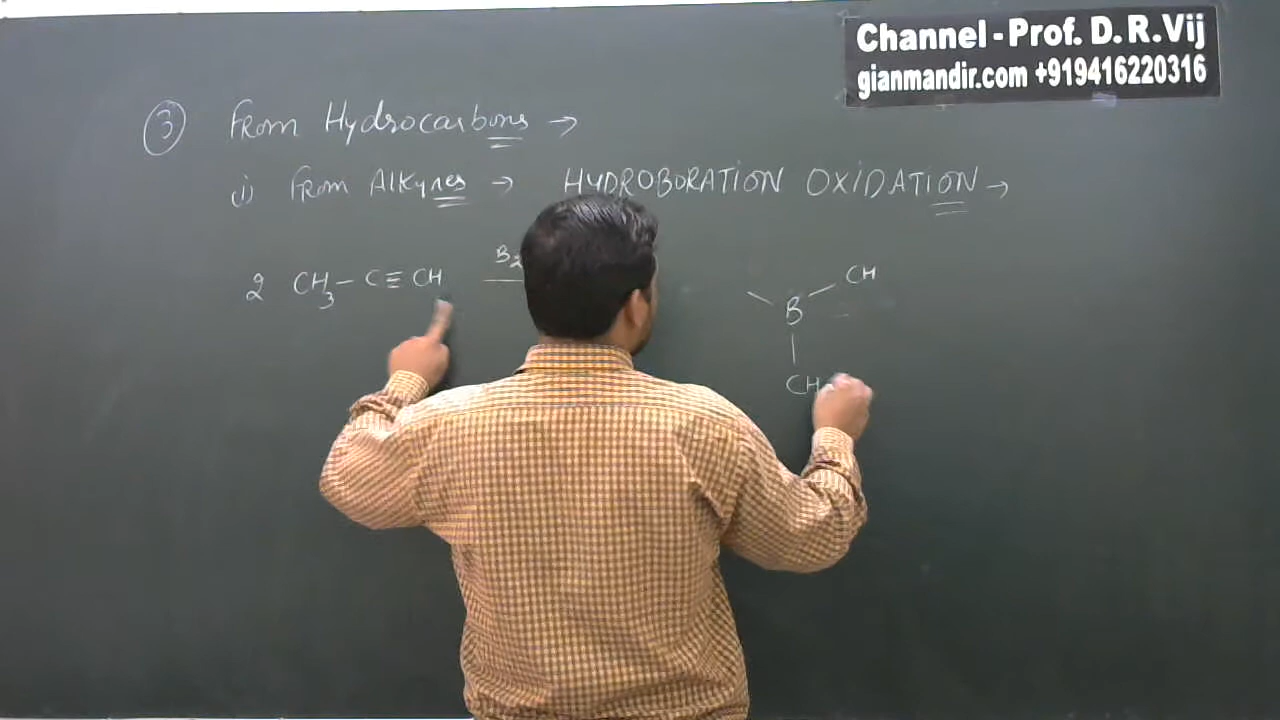 Channel - Prof. D. R. Vij
gianmandir.com +919416220316
③ From Hydrocarbons →
(i) From Alkynes → HYDROBORATION OXIDATION →
2 CH₃ - C ≡ CH B₂
CH
B
CH